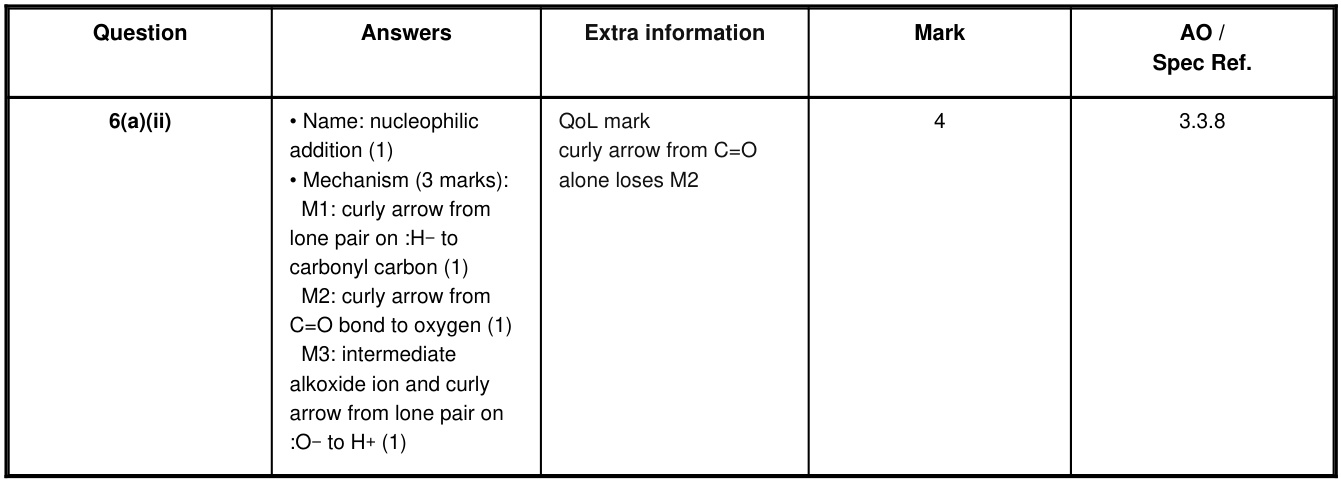 Question Answers Extra information Mark AO /
Spec Ref.
6(a)(ii)
• Name: nucleophilic
addition (1)
• Mechanism (3 marks):
M1: curly arrow from
lone pair on :H– to
carbonyl carbon (1)
M2: curly arrow from
C=O bond to oxygen (1)
M3: intermediate
alkoxide ion and curly
arrow from lone pair on
:O– to H+ (1)
QoL mark
curly arrow from C=O
alone loses M2
4
3.3.8